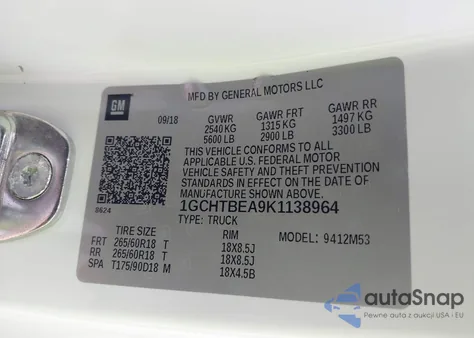 GM
MFD BY GENERAL MOTORS LLC
09/18 GVWR GAWR FRT GAWR RR
2540 KG 1315 KG 1497 KG
5600 LB 2900 LB 3300 LB
THIS VEHICLE CONFORMS TO ALL
APPLICABLE U.S. FEDERAL MOTOR
VEHICLE SAFETY AND THEFT PREVENTION
STANDARDS IN EFFECT ON THE DATE OF
MANUFACTURE SHOWN ABOVE.
8624 1GCHTBEA9K1138964
TYPE: TRUCK
TIRE SIZE RIM MODEL: 9412M53
FRT 265/60R18 T 18X8.5J
RR 265/60R18 T 18X8.5J
SPA T175/90D18 M 18X4.5B
autoSnap
Pewne auta z aukcji USA i EU